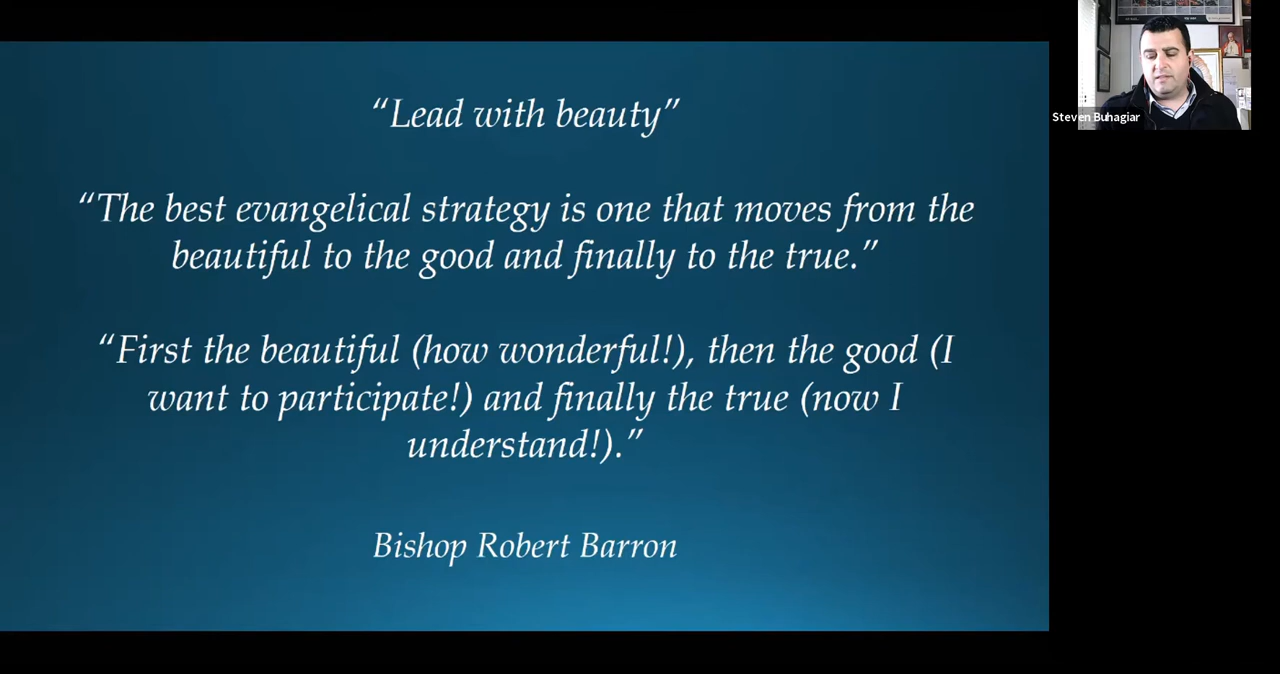 “Lead with beauty”
“The best evangelical strategy is one that moves from the
beautiful to the good and finally to the true.”
“First the beautiful (how wonderful!), then the good (I
want to participate!) and finally the true (now I
understand!).”
Bishop Robert Barron
Steven Buhagiar